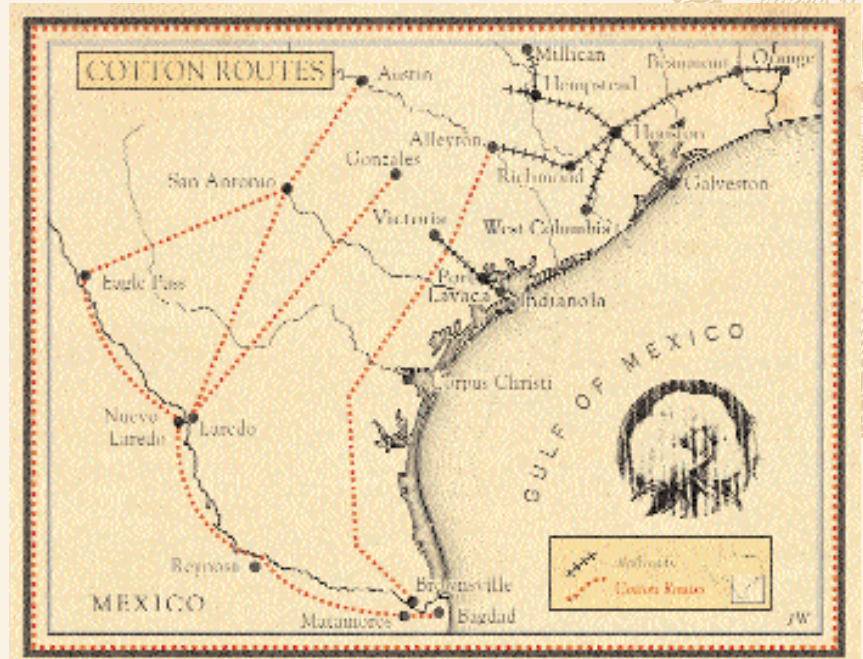 COTTON ROUTES
Austin
Millican
Hempstead
Beaumont
Orange
Houston
Alleyton
Gonzales
Richmond
Galveston
San Antonio
Victoria
West Columbia
Eagle Pass
Port
Lavaca
Indianola
GULF OF MEXICO
Corpus Christi
Nuevo
Laredo
Laredo
Reynosa
Brownsville
MEXICO
Matamoros
Bagdad
Railroads
Cotton Routes
JW